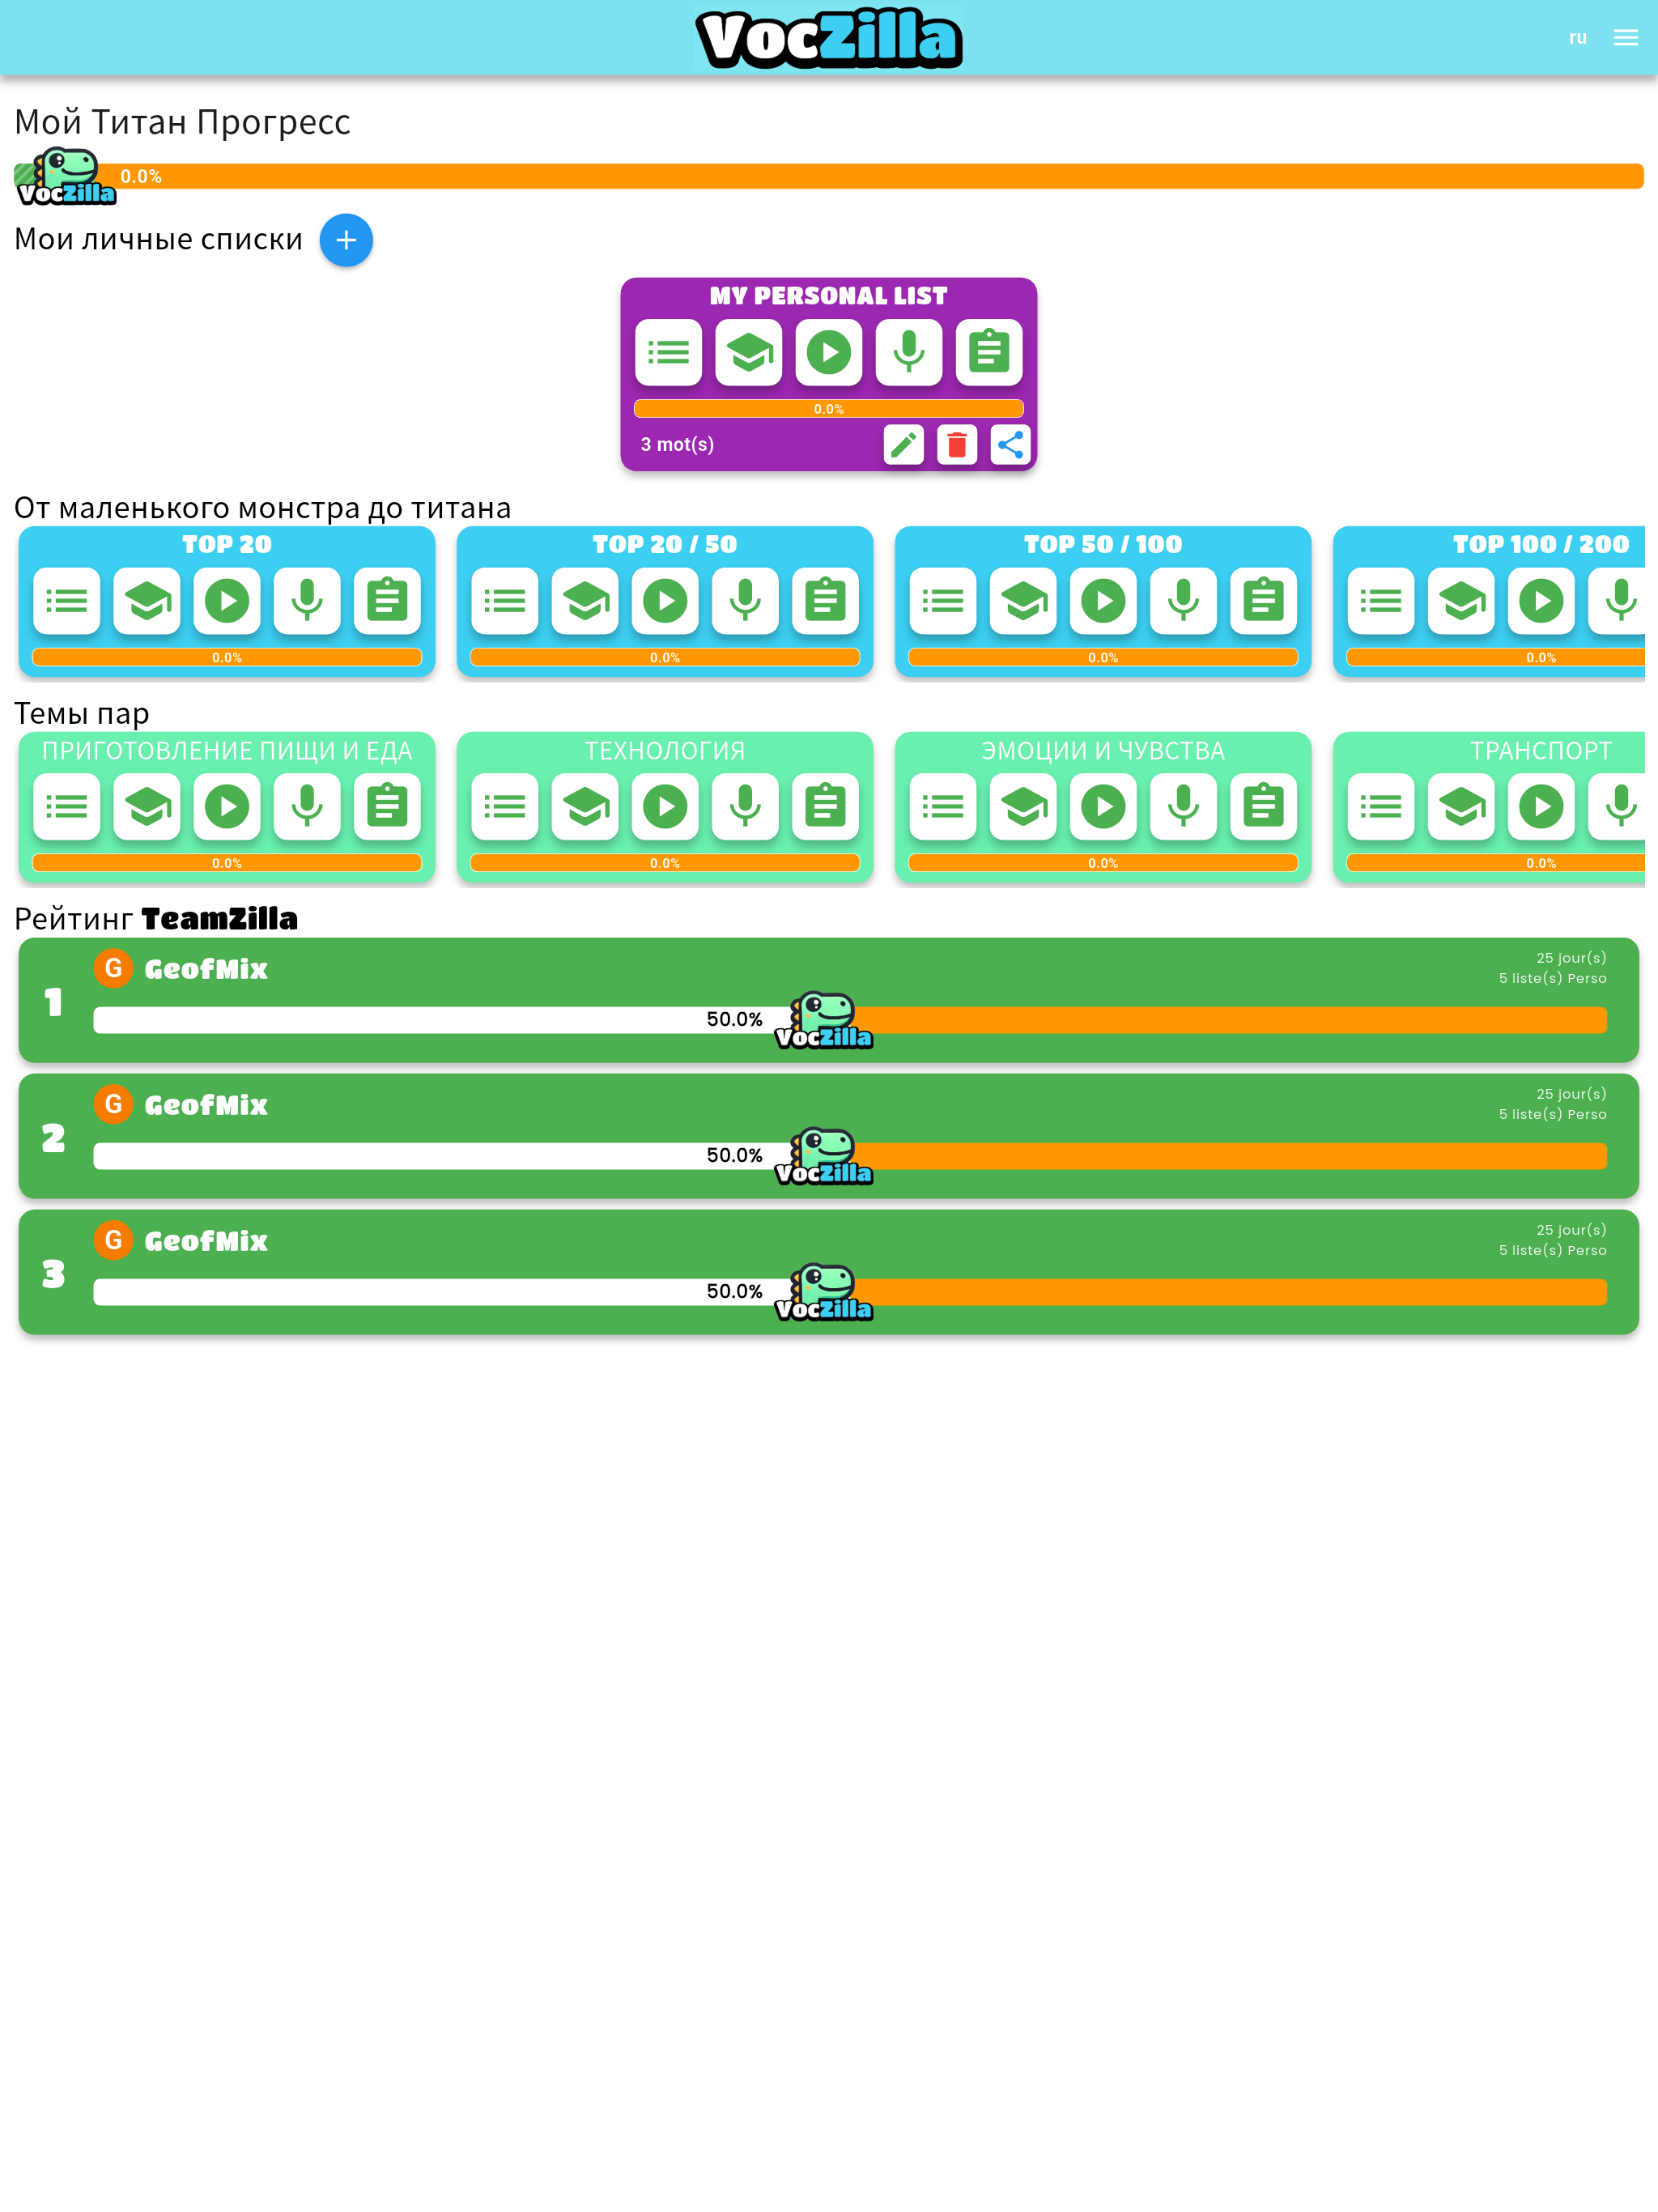 VocZilla
ru
Мой Титан Прогресс
0.0%
VocZilla
Мои личные списки
MY PERSONAL LIST
0.0%
3 mot(s)
От маленького монстра до титана
TOP 20
TOP 20 / 50
TOP 50 / 100
TOP 100 / 200
0.0%
0.0%
0.0%
0.0%
Темы пар
ПРИГОТОВЛЕНИЕ ПИЩИ И ЕДА
ТЕХНОЛОГИЯ
ЭМОЦИИ И ЧУВСТВА
ТРАНСПОРТ
0.0%
0.0%
0.0%
0.0%
Рейтинг TeamZilla
1
G
GeofMix
25 jour(s)
5 liste(s) Perso
50.0%
VocZilla
2
G
GeofMix
25 jour(s)
5 liste(s) Perso
50.0%
VocZilla
3
G
GeofMix
25 jour(s)
5 liste(s) Perso
50.0%
VocZilla